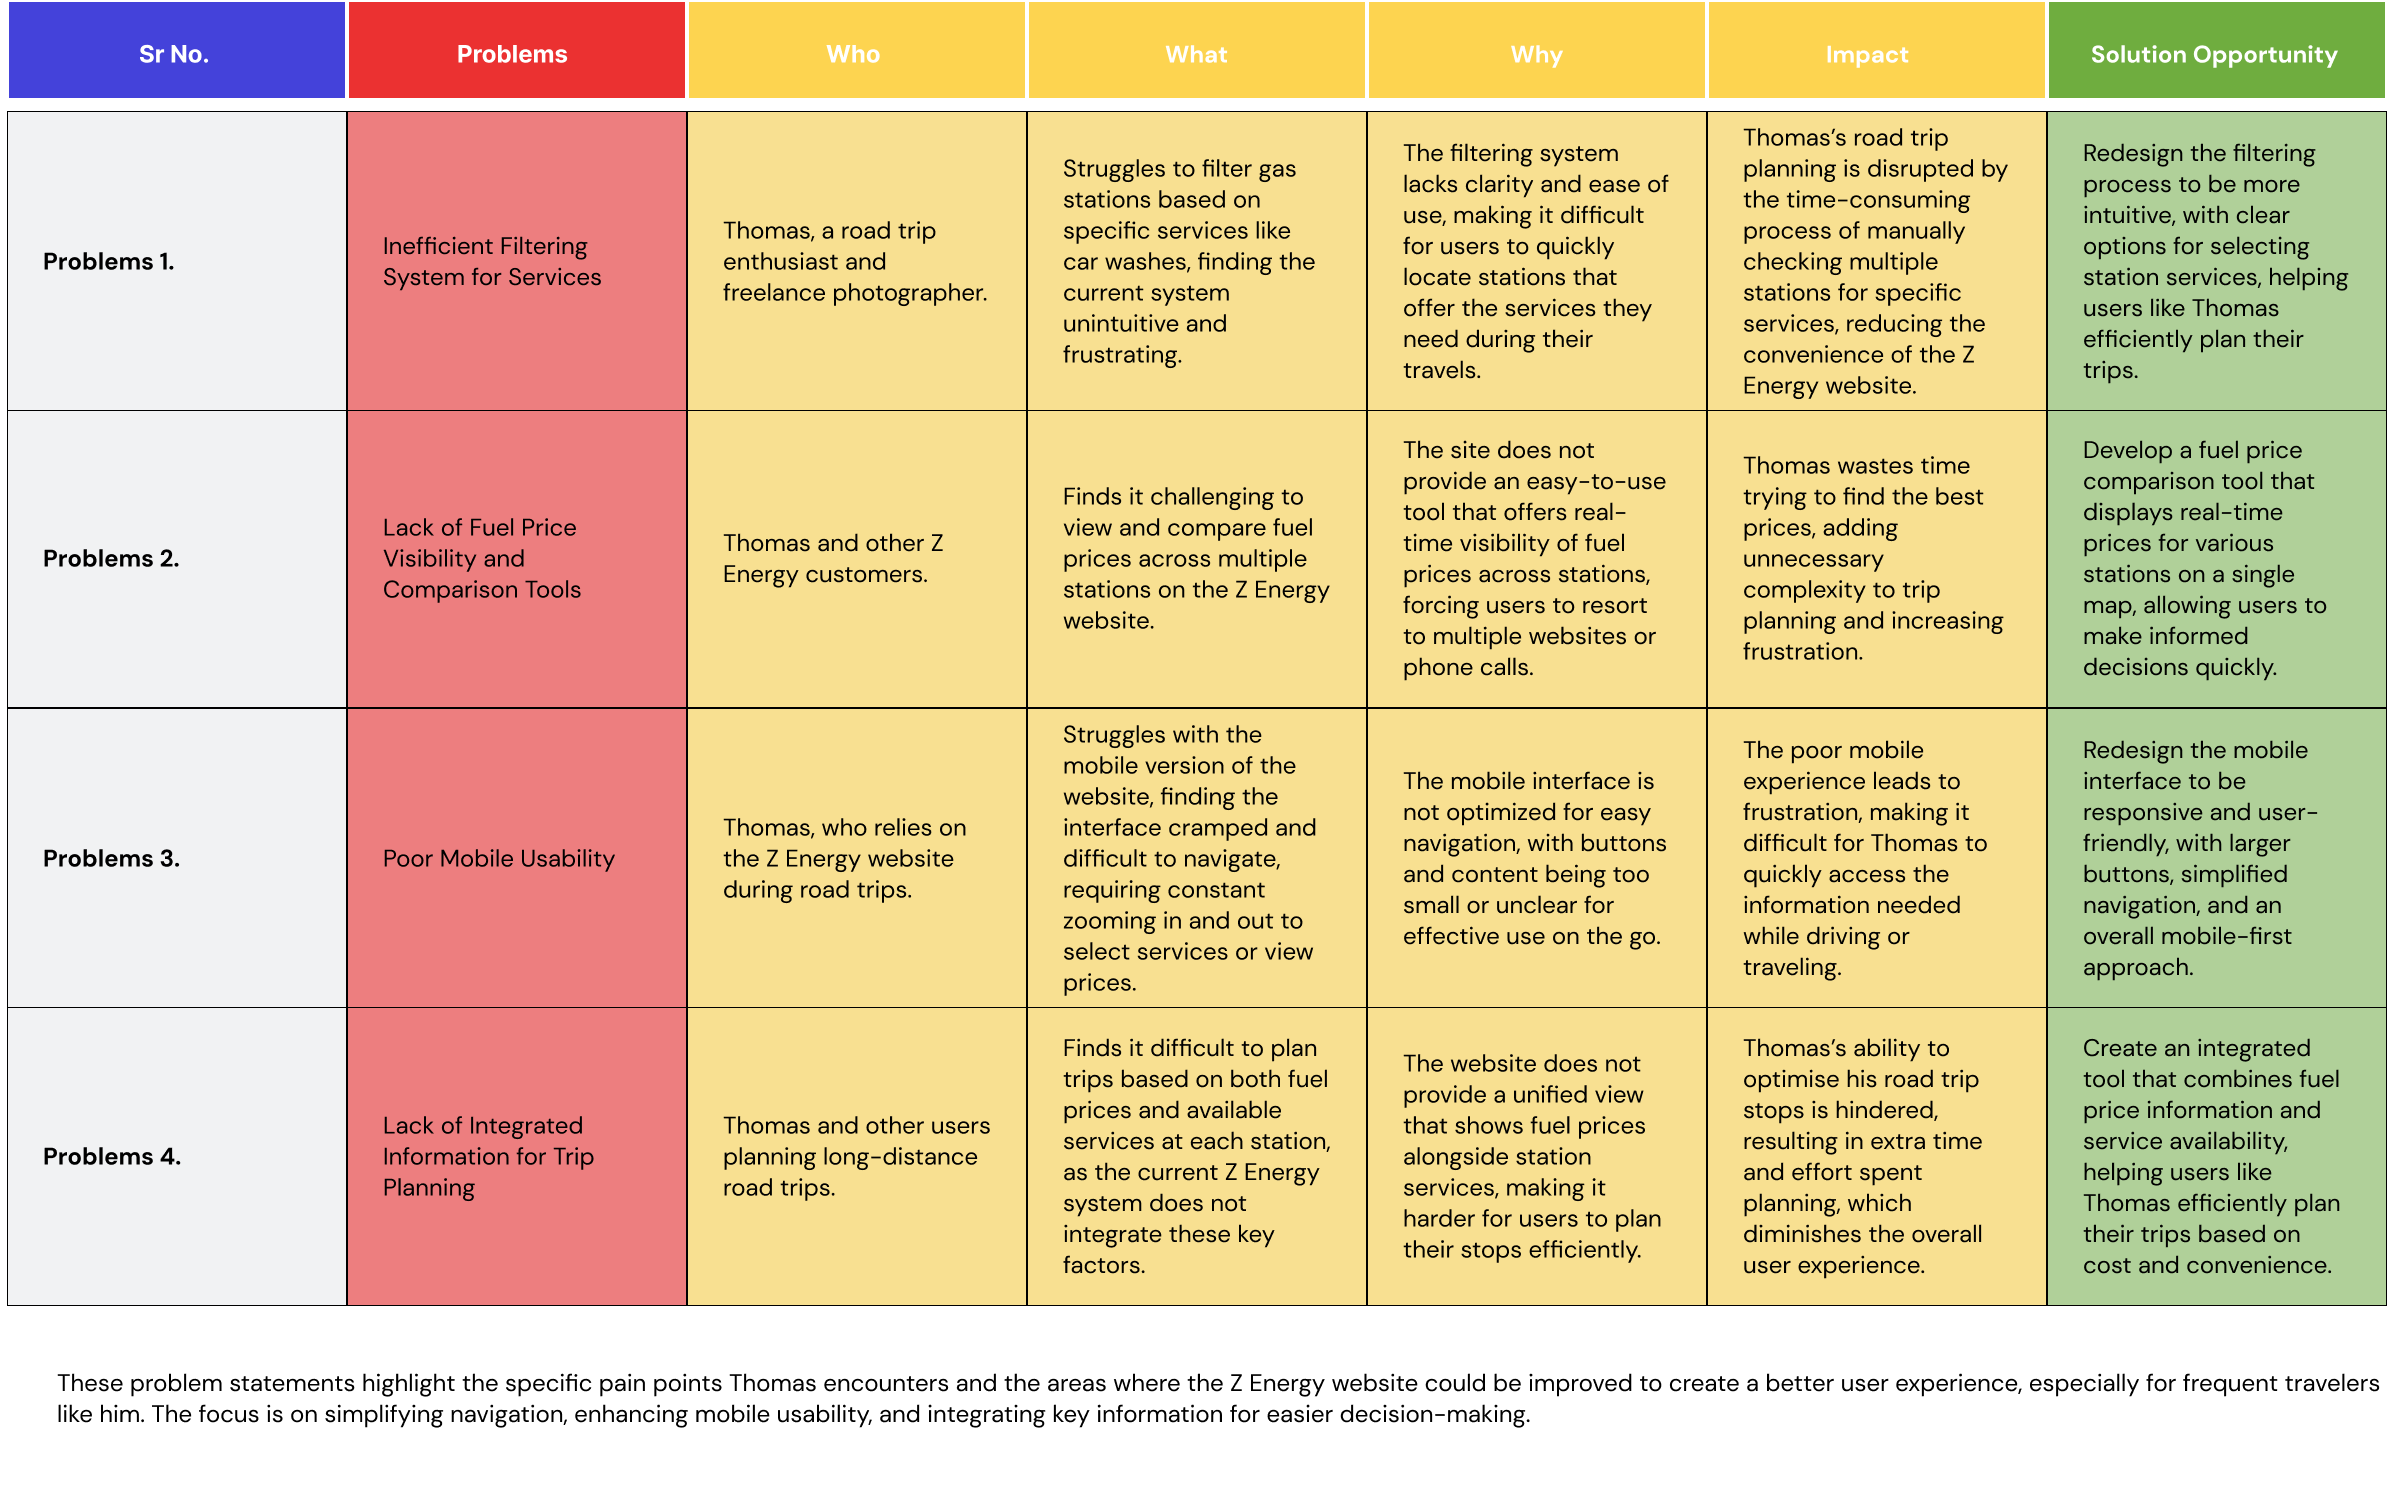 Sr No.
Problems
Who
What
Why
Impact
Solution Opportunity
Problems 1.
Inefficient Filtering
System for Services
Thomas, a road trip
enthusiast and
freelance photographer.
Struggles to filter gas
stations based on
specific services like
car washes, finding the
current system
unintuitive and
frustrating.
The filtering system
lacks clarity and ease of
use, making it difficult
for users to quickly
locate stations that
offer the services they
need during their
travels.
Thomas’s road trip
planning is disrupted by
the time-consuming
process of manually
checking multiple
stations for specific
services, reducing the
convenience of the Z
Energy website.
Redesign the filtering
process to be more
intuitive, with clear
options for selecting
station services, helping
users like Thomas
efficiently plan their
trips.
Problems 2.
Lack of Fuel Price
Visibility and
Comparison Tools
Thomas and other Z
Energy customers.
Finds it challenging to
view and compare fuel
prices across multiple
stations on the Z Energy
website.
The site does not
provide an easy-to-use
tool that offers real-
time visibility of fuel
prices across stations,
forcing users to resort
to multiple websites or
phone calls.
Thomas wastes time
trying to find the best
prices, adding
unnecessary
complexity to trip
planning and increasing
frustration.
Develop a fuel price
comparison tool that
displays real-time
prices for various
stations on a single
map, allowing users to
make informed
decisions quickly.
Problems 3.
Poor Mobile Usability
Thomas, who relies on
the Z Energy website
during road trips.
Struggles with the
mobile version of the
website, finding the
interface cramped and
difficult to navigate,
requiring constant
zooming in and out to
select services or view
prices.
The mobile interface is
not optimized for easy
navigation, with buttons
and content being too
small or unclear for
effective use on the go.
The poor mobile
experience leads to
frustration, making it
difficult for Thomas to
quickly access the
information needed
while driving or
traveling.
Redesign the mobile
interface to be
responsive and user-
friendly, with larger
buttons, simplified
navigation, and an
overall mobile-first
approach.
Problems 4.
Lack of Integrated
Information for Trip
Planning
Thomas and other users
planning long-distance
road trips.
Finds it difficult to plan
trips based on both fuel
prices and available
services at each station,
as the current Z Energy
system does not
integrate these key
factors.
The website does not
provide a unified view
that shows fuel prices
alongside station
services, making it
harder for users to plan
their stops efficiently.
Thomas’s ability to
optimise his road trip
stops is hindered,
resulting in extra time
and effort spent
planning, which
diminishes the overall
user experience.
Create an integrated
tool that combines fuel
price information and
service availability,
helping users like
Thomas efficiently plan
their trips based on
cost and convenience.
These problem statements highlight the specific pain points Thomas encounters and the areas where the Z Energy website could be improved to create a better user experience, especially for frequent travelers
like him. The focus is on simplifying navigation, enhancing mobile usability, and integrating key information for easier decision-making.